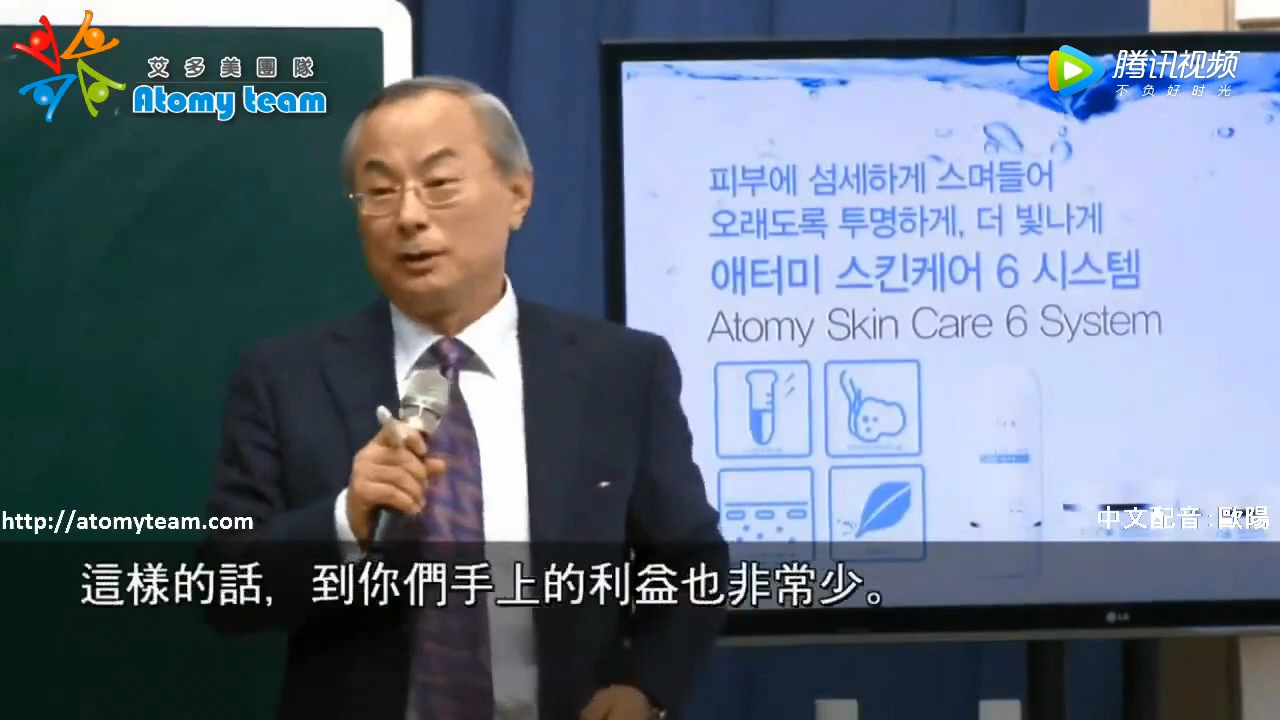 艾多美團隊
Atomy team
腾讯视频
不负好时光
피부에 섬세하게 스며들어
오래도록 투명하게, 더 빛나게
애터미 스킨케어 6 시스템
Atomy Skin Care 6 System
http://atomyteam.com
中文配音:歐陽
這樣的話, 到你們手上的利益也非常少。
LG